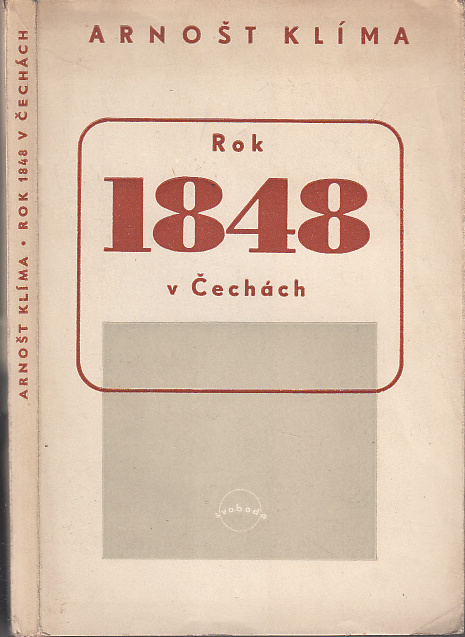 ARNOŠT KLÍMA
Rok
1848
v Čechách
svoboda
ARNOŠT KLÍMA • ROK 1848 V ČECHÁCH